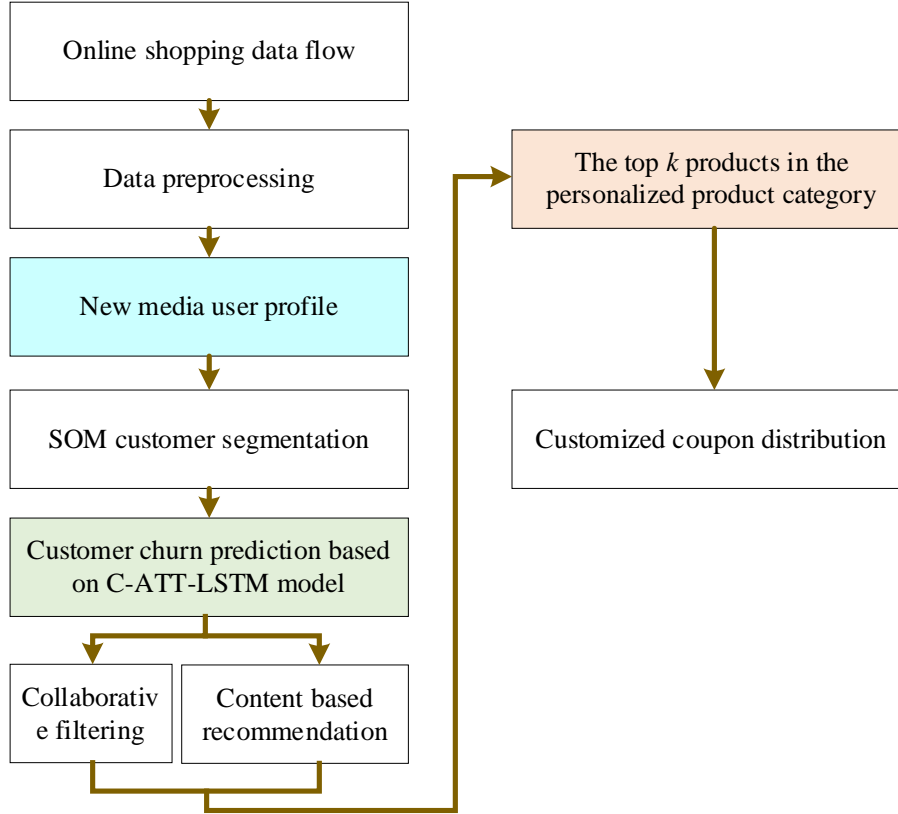 Online shopping data flow
Data preprocessing
New media user profile
SOM customer segmentation
Customer churn prediction based
on C-ATT-LSTM model
Collaborativ
e filtering
Content based
recommendation
The top k products in the
personalized product category
Customized coupon distribution